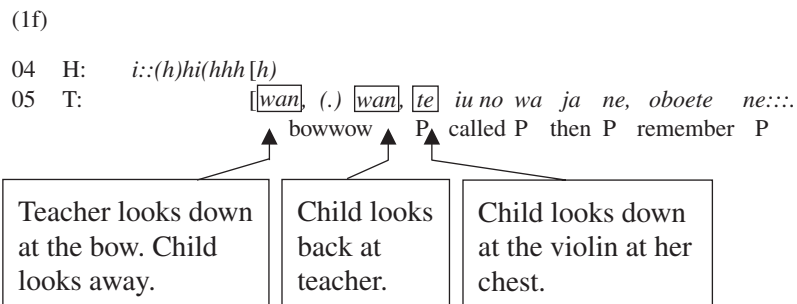 (1f)
04 H: i::(h)hi(hhh [h)
05 T: [wan, (.) wan, te iu no wa ja ne, oboete ne:::.
bowwow P called P then P remember P
Teacher looks down
at the bow. Child
looks away.
Child looks
back at
teacher.
Child looks down
at the violin at her
chest.